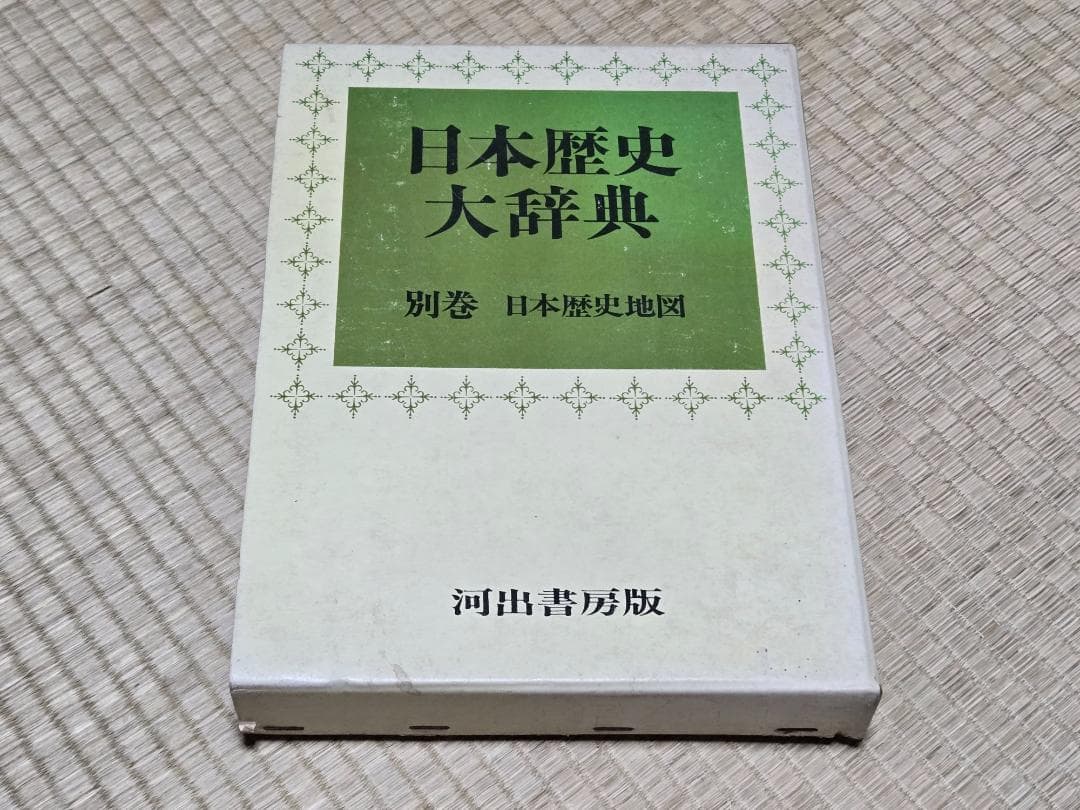 日本歴史
大辞典
別巻 日本歴史地図
河出書房版